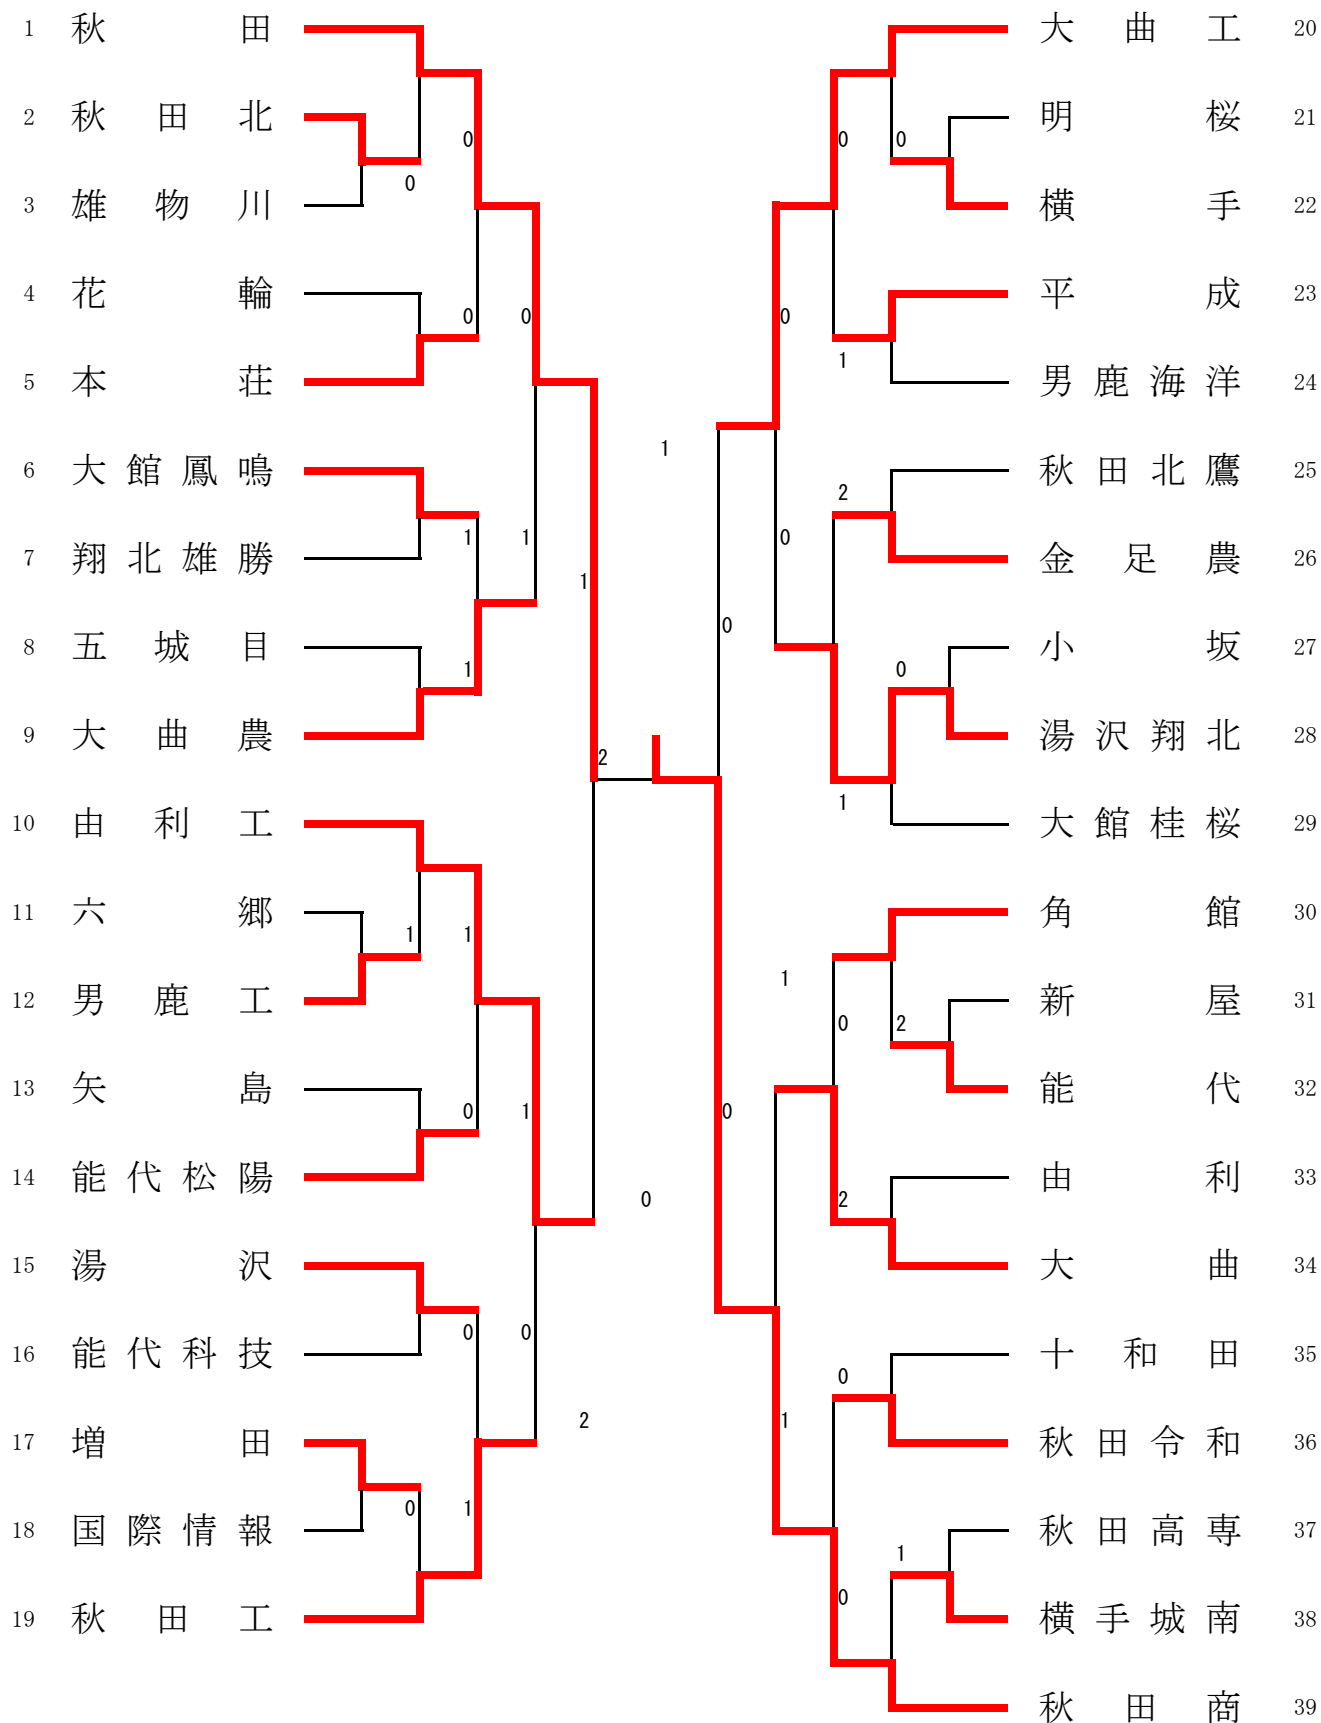 1 秋田
2 秋田北
3 雄物川
4 花輪
5 本荘
6 大館鳳鳴
7 翔北雄勝
8 五城目
9 大曲農
10 由利工
11 六郷
12 男鹿工
13 矢島
14 能代松陽
15 湯沢
16 能代科技
17 増田
18 国際情報
19 秋田工
0
0
0
0
1
1
1
1
1
0
0
0
0
1
1
1
2
2
1
0
0
1
0
0
0
0
1
2
0
0
1
1
0
2
2
0
1
1
0
大曲工 20
明桜 21
横手 22
平成 23
男鹿海洋 24
秋田北鷹 25
金足農 26
小坂 27
湯沢翔北 28
大館桂桜 29
角館 30
新屋 31
能代 32
由利 33
大曲 34
十和田 35
秋田令和 36
秋田高専 37
横手城南 38
秋田商 39